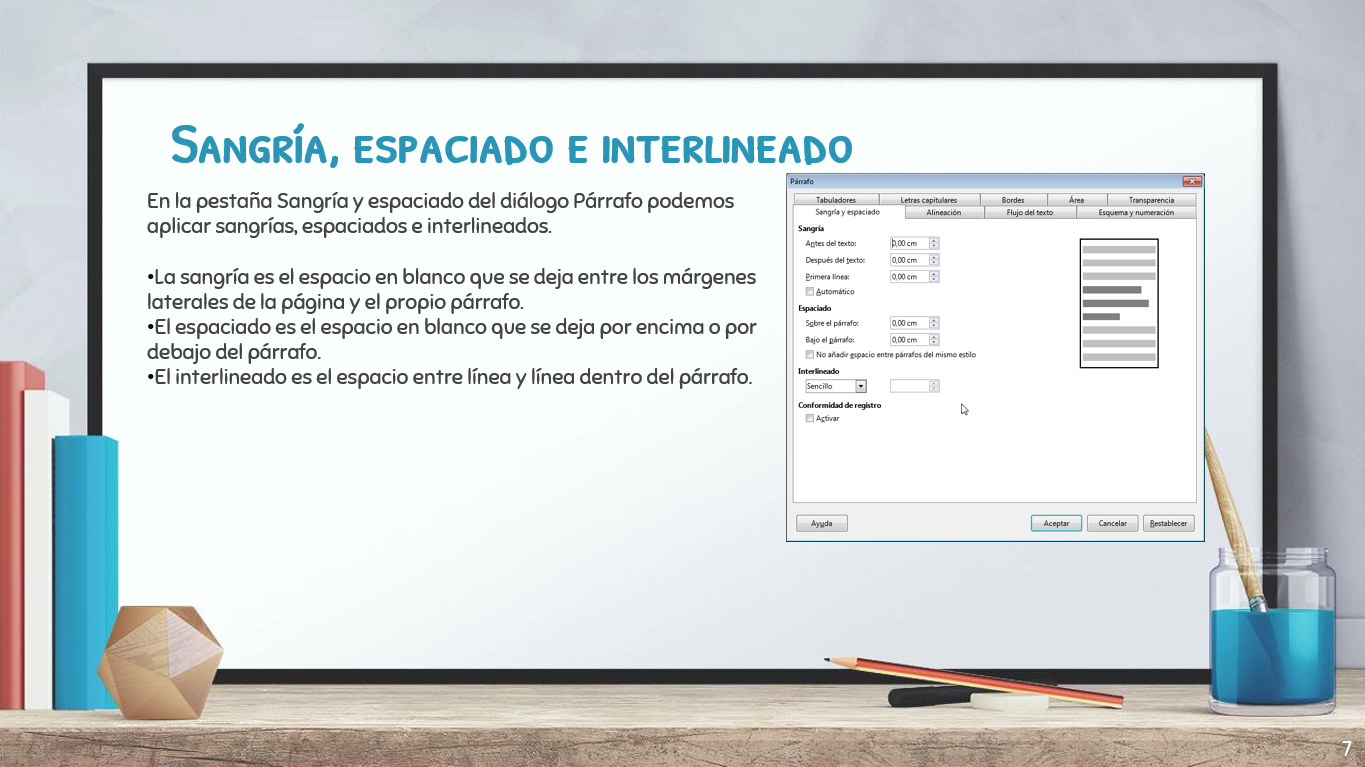 Sangría, espaciado e interlineado
En la pestaña Sangría y espaciado del diálogo Párrafo podemos
aplicar sangrías, espaciados e interlineados.
•La sangría es el espacio en blanco que se deja entre los márgenes
laterales de la página y el propio párrafo.
•El espaciado es el espacio en blanco que se deja por encima o por
debajo del párrafo.
•El interlineado es el espacio entre línea y línea dentro del párrafo.
Párrafo
Tabuladores Letras capitulares Bordes Área Transparencia
Sangría y espaciado Alineación Flujo del texto Esquema y numeración
Sangría
Antes del texto: 0,00 cm
Después del texto: 0,00 cm
Primera línea: 0,00 cm
Automático
Espaciado
Sobre el párrafo: 0,00 cm
Bajo el párrafo: 0,00 cm
No añadir espacio entre párrafos del mismo estilo
Interlineado
Sencillo
Conformidad de registro
Activar
Ayuda Aceptar Cancelar Restablecer
7